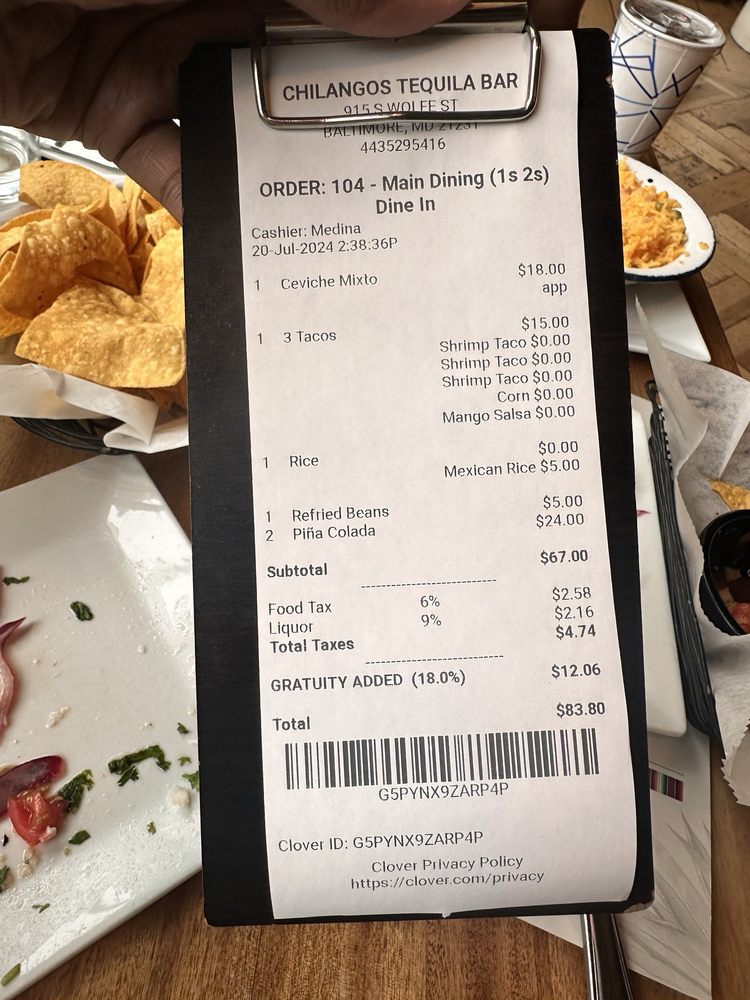 CHILANGOS TEQUILA BAR
915 S WOLFE ST
BALTIMORE, MD 21231
4435295416
ORDER: 104 - Main Dining (1s 2s)
Dine In
Cashier: Medina
20-Jul-2024 2:38:36P
1 Ceviche Mixto $18.00
app
1 3 Tacos $15.00
Shrimp Taco $0.00
Shrimp Taco $0.00
Shrimp Taco $0.00
Corn $0.00
Mango Salsa $0.00
1 Rice $0.00
Mexican Rice $5.00
1 Refried Beans $5.00
2 Piña Colada $24.00
Subtotal $67.00
Food Tax 6% $2.58
Liquor 9% $2.16
Total Taxes $4.74
GRATUITY ADDED (18.0%) $12.06
Total $83.80
G5PYNX9ZARP4P
Clover ID: G5PYNX9ZARP4P
Clover Privacy Policy
https://clover.com/privacy